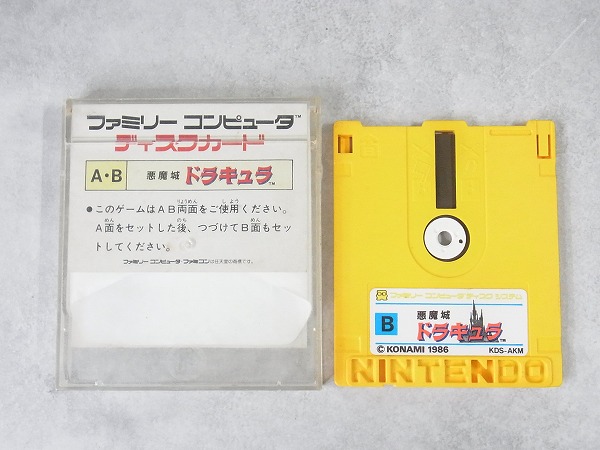 ファミリー コンピュータ™
ディスクカード
A・B
悪魔城 ドラキュラ™
●このゲームはAB両面をご使用ください。
A面をセットした後、つづけてB面もセッ
トしてください。
ファミリーコンピュータ・ファミコンは任天堂の商標です。
ファミリー コンピュータ ディスク システム
B
悪魔城
ドラキュラ™
© KONAMI 1986
KDS-AKM
NINTENDO